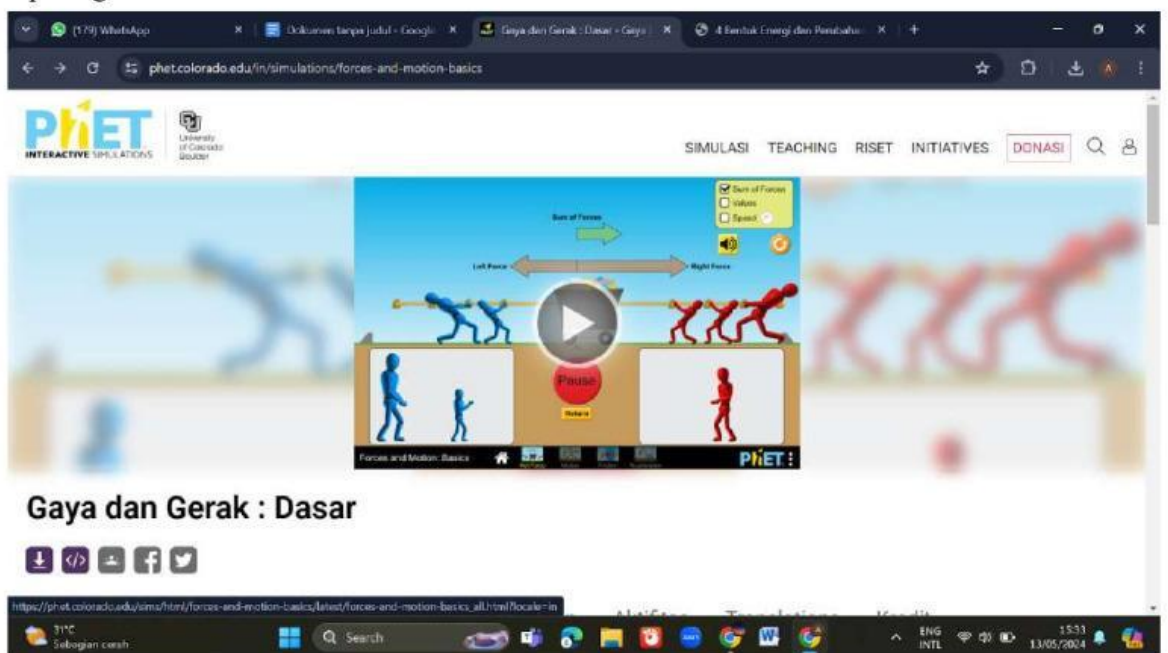 (179) WhatsApp
Dokumen tanpa judul - Googl
Gaya dan Gerak : Dasar - Gaya
4 Bentuk Energi dan Perubaha
phet.colorado.edu/in/simulations/forces-and-motion-basics
PhET
INTERACTIVE SIMULATIONS
University
of Colorado
Boulder
SIMULASI TEACHING RISET INITIATIVES DONASI
Sum of Forces
Values
Speed
Sum of Forces
Left Force
Right Force
Pause
Return
Forces and Motion: Basics
PhET
Gaya dan Gerak : Dasar
https://phet.colorado.edu/sims/html/forces-and-motion-basics/latest/forces-and-motion-basics_all.html?locale=in
Translations
31°C
Sebagian cerah
Search
ENG
INTL
15:33
13/05/2024